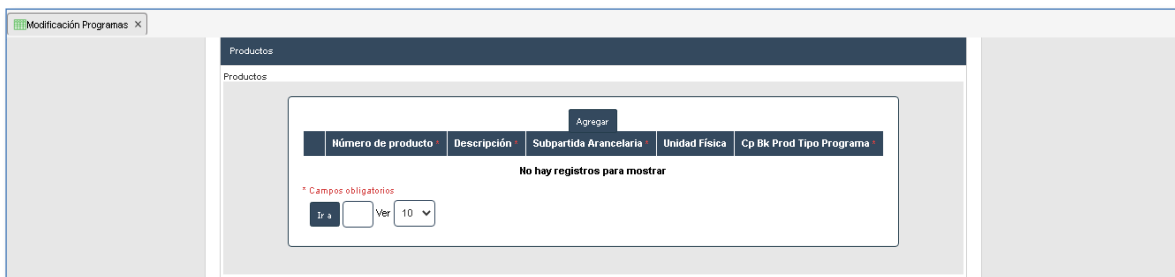 Modificación Programas ×
Productos
Productos
Agregar
Número de producto * Descripción * Subpartida Arancelaria * Unidad Física Cp Bk Prod Tipo Programa *
No hay registros para mostrar
* Campos obligatorios
Ir a Ver 10